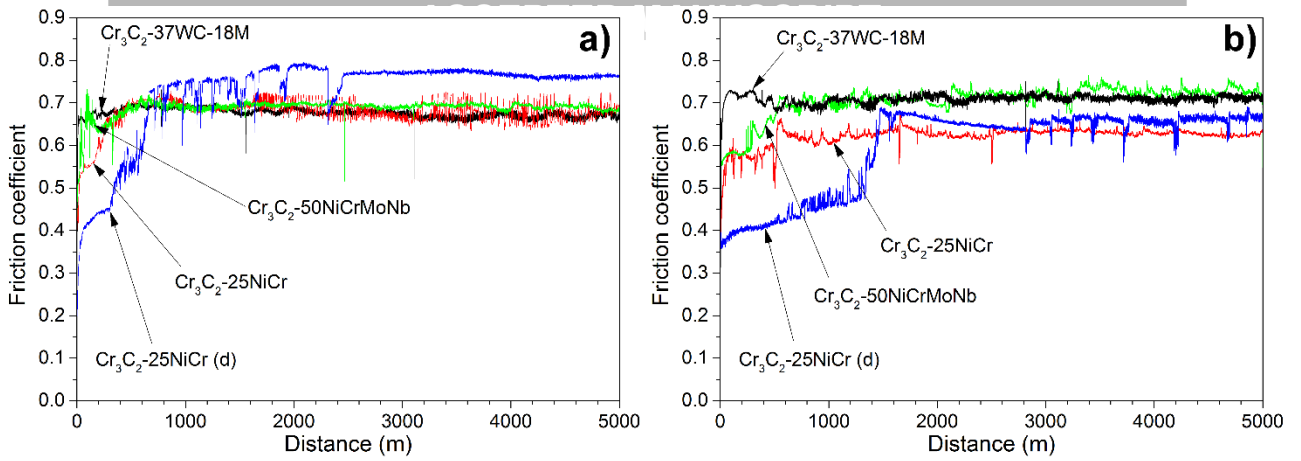 a)
Cr₃C₂-37WC-18M
Cr₃C₂-50NiCrMoNb
Cr₃C₂-25NiCr
Cr₃C₂-25NiCr (d)
Friction coefficient
0.9
0.8
0.7
0.6
0.5
0.4
0.3
0.2
0.1
0.0
0
1000
2000
3000
4000
5000
Distance (m)
b)
Cr₃C₂-37WC-18M
Cr₃C₂-25NiCr
Cr₃C₂-50NiCrMoNb
Cr₃C₂-25NiCr (d)
Friction coefficient
0.9
0.8
0.7
0.6
0.5
0.4
0.3
0.2
0.1
0.0
0
1000
2000
3000
4000
5000
Distance (m)